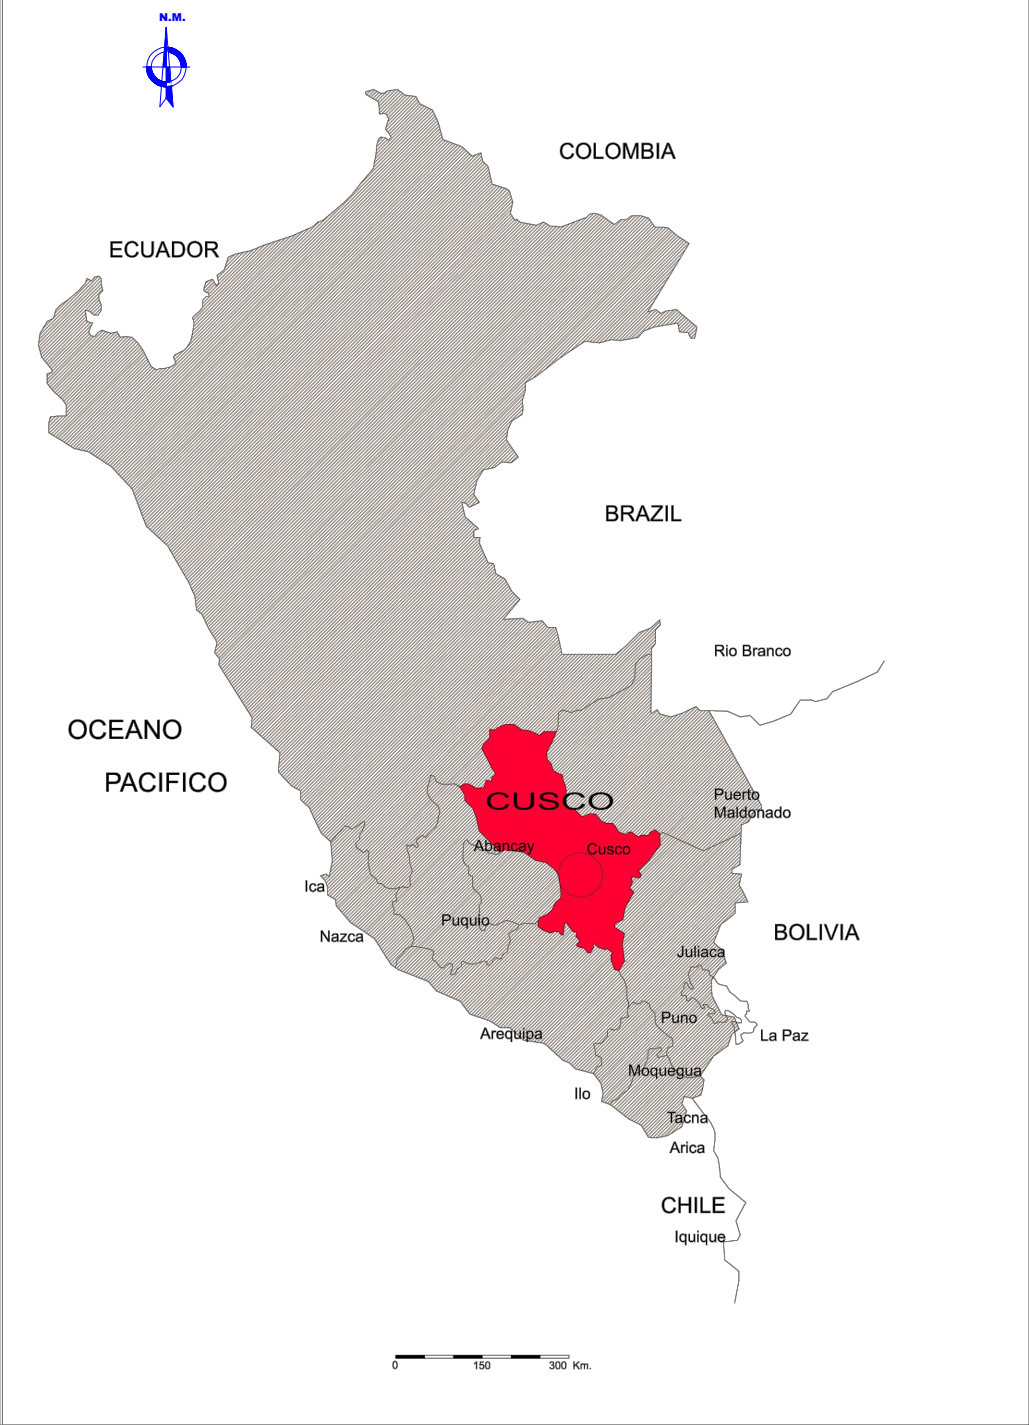 N.M.
COLOMBIA
ECUADOR
BRAZIL
Rio Branco
OCEANO
PACIFICO
CUSCO
Puerto
Maldonado
Abancay
Cusco
Ica
Puquio
Nazca
BOLIVIA
Juliaca
Puno
Arequipa
La Paz
Moquegua
Ilo
Tacna
Arica
CHILE
Iquique
0 150 300 Km.